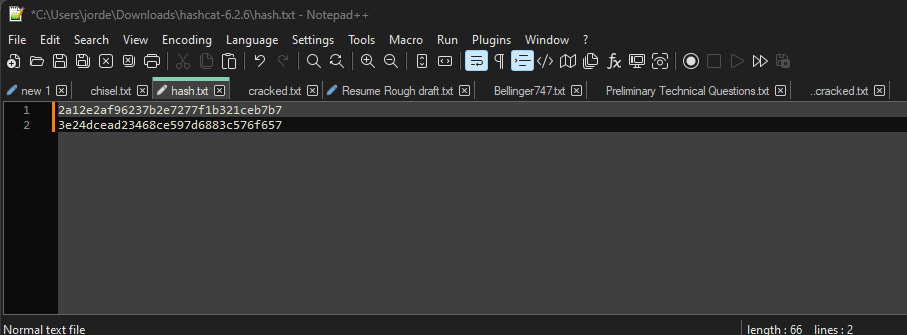 *C:\Users\jorde\Downloads\hashcat-6.2.6\hash.txt - Notepad++
File Edit Search View Encoding Language Settings Tools Macro Run Plugins Window ?
new 1 chisel.txt hash.txt cracked.txt Resume Rough draft.txt Bellinger747.txt Preliminary Technical Questions.txt ..cracked.txt
1 2a12e2af96237b2e7277f1b321ceb7b7
2 3e24dcead23468ce597d6883c576f657
Normal text file length : 66 lines : 2